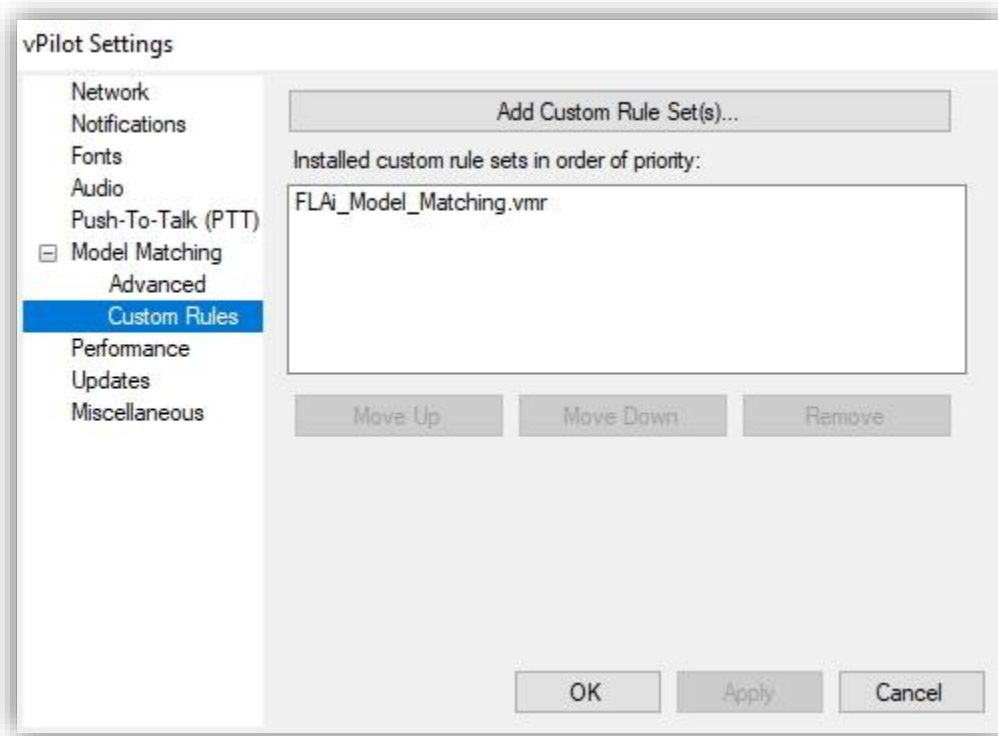 vPilot Settings
Network
Notifications
Fonts
Audio
Push-To-Talk (PTT)
Model Matching
Advanced
Custom Rules
Performance
Updates
Miscellaneous
Add Custom Rule Set(s)...
Installed custom rule sets in order of priority:
FLAi_Model_Matching.vmr
Move Up Move Down Remove
OK Apply Cancel